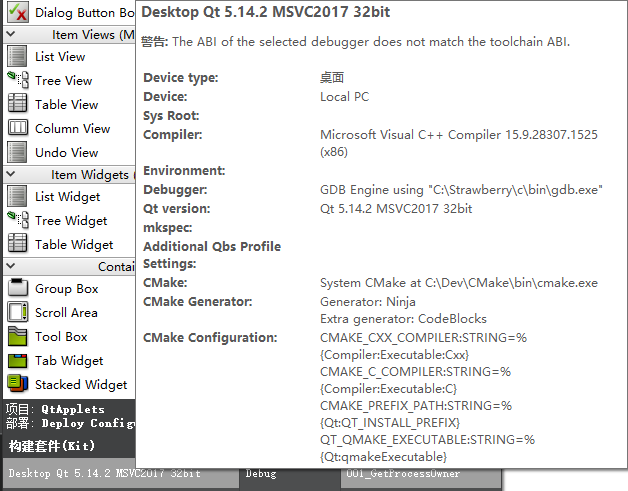 Dialog Button Bo
Item Views (M
List View
Tree View
Table View
Column View
Undo View
Item Widgets (
List Widget
Tree Widget
Table Widget
Contai
Group Box
Scroll Area
Tool Box
Tab Widget
Stacked Widget
项目: QtApplets
部署: Deploy Config
构建套件(Kit)
Desktop Qt 5.14.2 MSVC2017 32bit
Debug
001_GetProcessOwner
Desktop Qt 5.14.2 MSVC2017 32bit
警告: The ABI of the selected debugger does not match the toolchain ABI.
Device type: 桌面
Device: Local PC
Sys Root:
Compiler: Microsoft Visual C++ Compiler 15.9.28307.1525
(x86)
Environment:
Debugger: GDB Engine using "C:\Strawberry\c\bin\gdb.exe"
Qt version: Qt 5.14.2 MSVC2017 32bit
mkspec:
Additional Qbs Profile
Settings:
CMake: System CMake at C:\Dev\CMake\bin\cmake.exe
CMake Generator: Generator: Ninja
Extra generator: CodeBlocks
CMake Configuration: CMAKE_CXX_COMPILER:STRING=%
{Compiler:Executable:Cxx}
CMAKE_C_COMPILER:STRING=%
{Compiler:Executable:C}
CMAKE_PREFIX_PATH:STRING=%
{Qt:QT_INSTALL_PREFIX}
QT_QMAKE_EXECUTABLE:STRING=%
{Qt:qmakeExecutable}